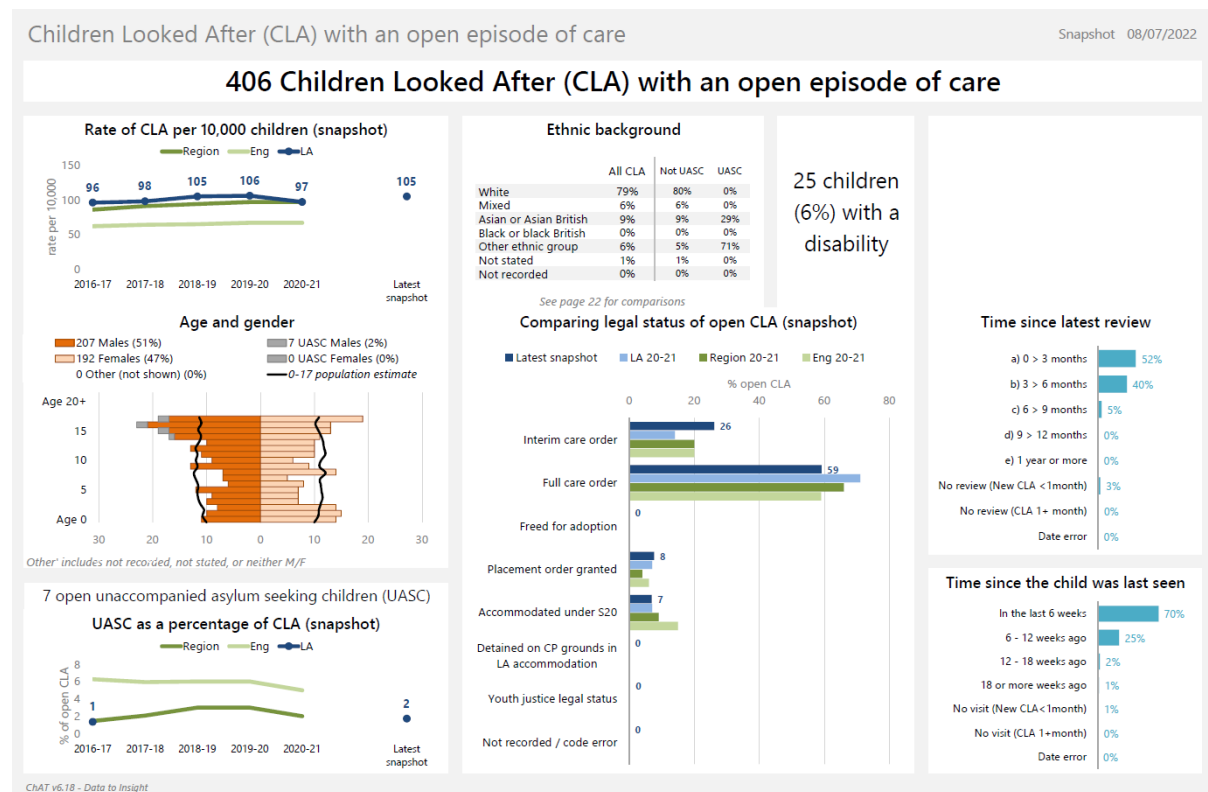 Children Looked After (CLA) with an open episode of care
Snapshot 08/07/2022
406 Children Looked After (CLA) with an open episode of care
Rate of CLA per 10,000 children (snapshot)
Region Eng LA
rate per 10,000
150
100
50
0
96 98 105 106 97 105
2016-17 2017-18 2018-19 2019-20 2020-21 Latest
snapshot
Age and gender
207 Males (51%) 7 UASC Males (2%)
192 Females (47%) 0 UASC Females (0%)
0 Other (not shown) (0%) 0-17 population estimate
Age 20+
15
10
5
Age 0
30 20 10 0 10 20 30
Other' includes not recorded, not stated, or neither M/F
7 open unaccompanied asylum seeking children (UASC)
UASC as a percentage of CLA (snapshot)
Region Eng LA
% of open CLA
8
6
4
2
0
1 2
2016-17 2017-18 2018-19 2019-20 2020-21 Latest
snapshot
Ethnic background
All CLA Not UASC UASC
White 79% 80% 0%
Mixed 6% 6% 0%
Asian or Asian British 9% 9% 29%
Black or black British 0% 0% 0%
Other ethnic group 6% 5% 71%
Not stated 1% 1% 0%
Not recorded 0% 0% 0%
See page 22 for comparisons
25 children
(6%) with a
disability
Comparing legal status of open CLA (snapshot)
Latest snapshot LA 20-21 Region 20-21 Eng 20-21
% open CLA
0 20 40 60 80
Interim care order 26
Full care order 59
Freed for adoption 0
Placement order granted 8
Accommodated under S20 7
Detained on CP grounds in
LA accommodation 0
Youth justice legal status 0
Not recorded / code error 0
Time since latest review
a) 0 > 3 months 52%
b) 3 > 6 months 40%
c) 6 > 9 months 5%
d) 9 > 12 months 0%
e) 1 year or more 0%
No review (New CLA <1month) 3%
No review (CLA 1+ month) 0%
Date error 0%
Time since the child was last seen
In the last 6 weeks 70%
6 - 12 weeks ago 25%
12 - 18 weeks ago 2%
18 or more weeks ago 1%
No visit (New CLA<1month) 1%
No visit (CLA 1+month) 0%
Date error 0%
ChAT v6.18 - Data to Insight